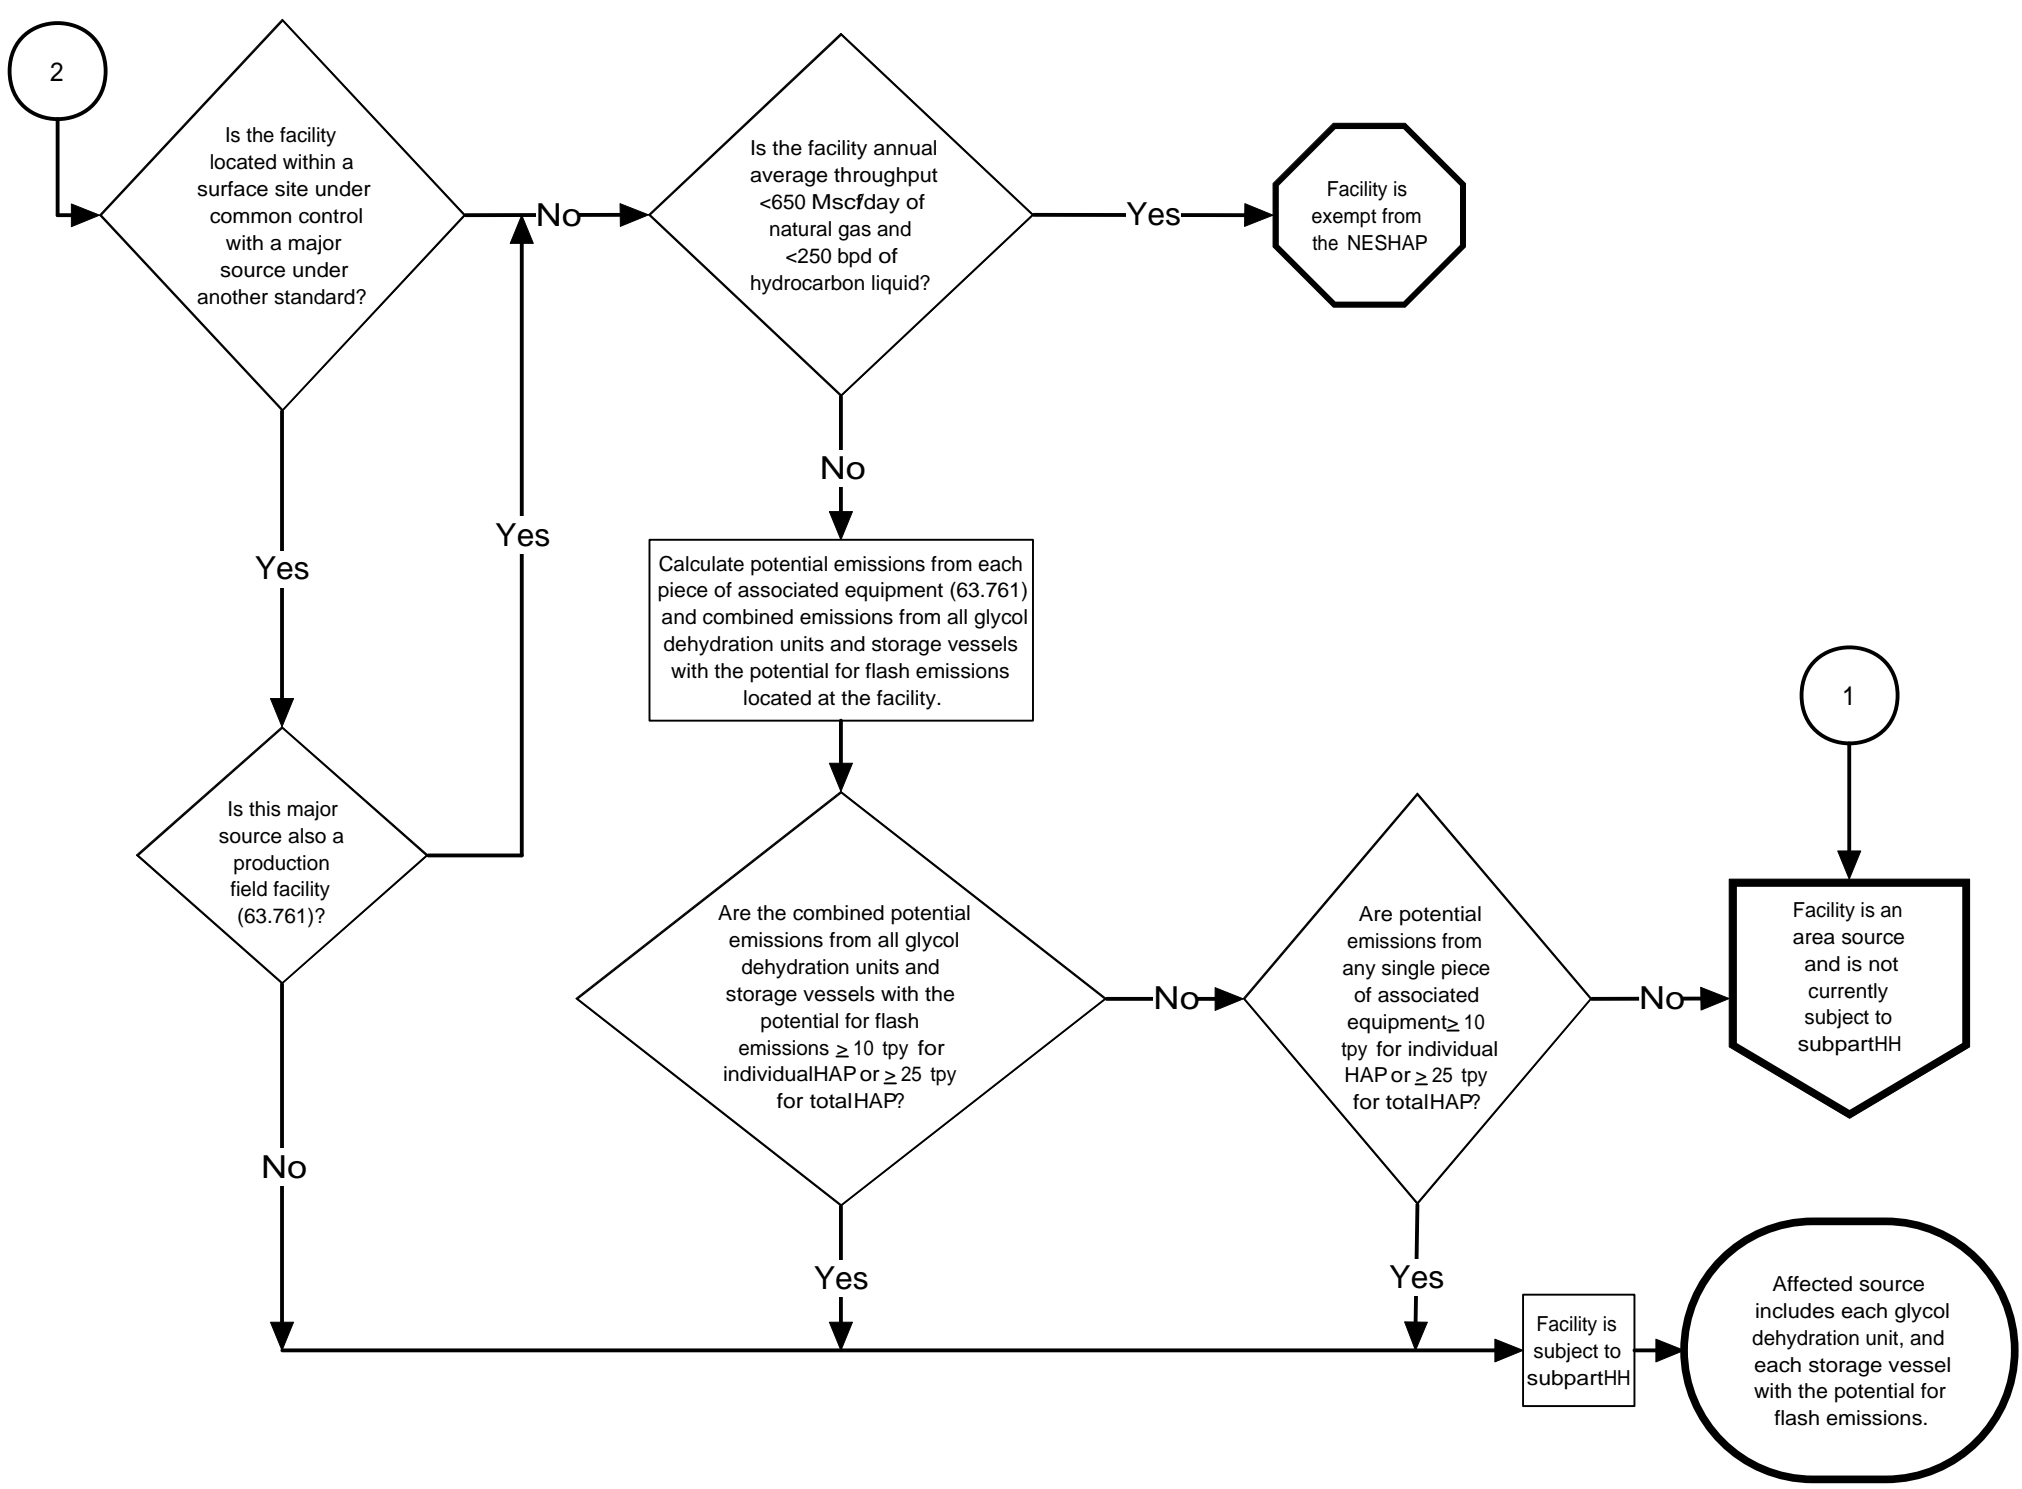 2
Is the facility
located within a
surface site under
common control
with a major
source under
another standard?
No
Is the facility annual
average throughput
<650 Mscf/day of
natural gas and
<250 bpd of
hydrocarbon liquid?
Yes
Facility is
exempt from
the NESHAP
Yes
Yes
No
Calculate potential emissions from each
piece of associated equipment (63.761)
and combined emissions from all glycol
dehydration units and storage vessels
with the potential for flash emissions
located at the facility.
1
Is this major
source also a
production
field facility
(63.761)?
No
Are the combined potential
emissions from all glycol
dehydration units and
storage vessels with the
potential for flash
emissions ≥ 10 tpy for
individualHAP or ≥ 25 tpy
for totalHAP?
No
Are potential
emissions from
any single piece
of associated
equipment≥ 10
tpy for individual
HAP or ≥ 25 tpy
for totalHAP?
No
Facility is an
area source
and is not
currently
subject to
subpartHH
Yes
Yes
Facility is
subject to
subpartHH
Affected source
includes each glycol
dehydration unit, and
each storage vessel
with the potential for
flash emissions.